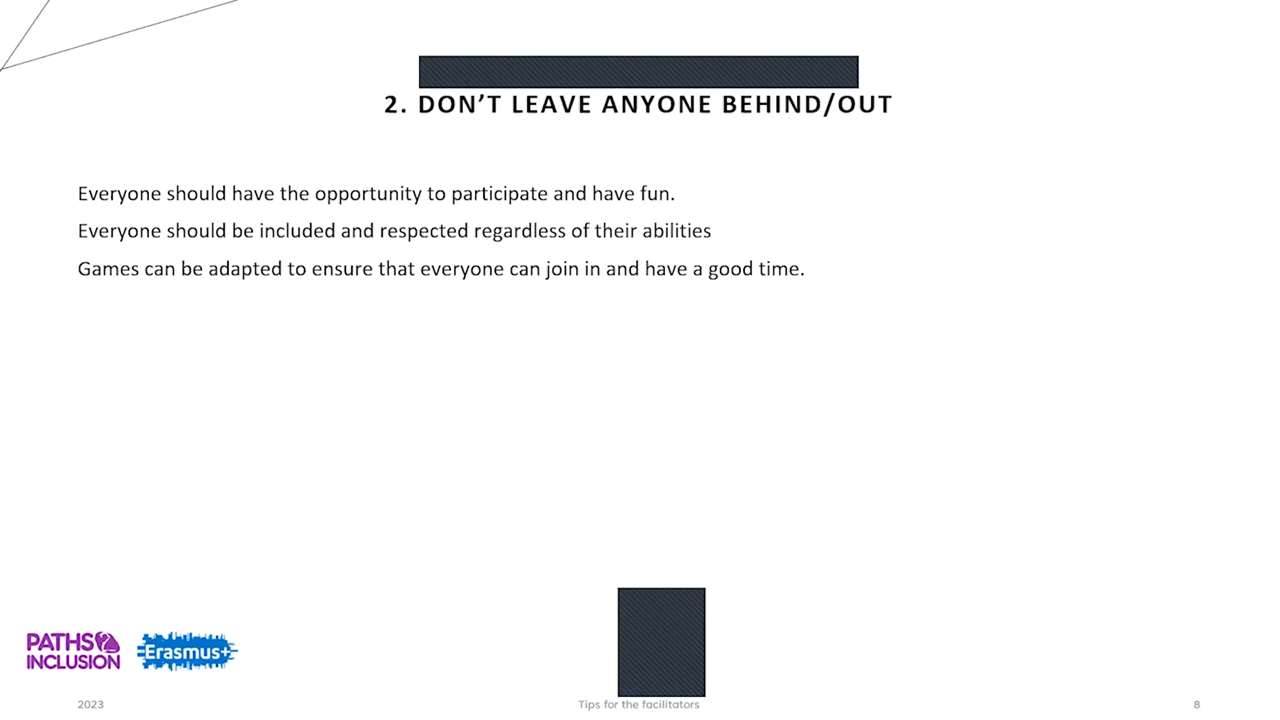 2. DON'T LEAVE ANYONE BEHIND/OUT
Everyone should have the opportunity to participate and have fun.
Everyone should be included and respected regardless of their abilities
Games can be adapted to ensure that everyone can join in and have a good time.
PATHS2
INCLUSION
Erasmus+
2023
Tips for the facilitators
8